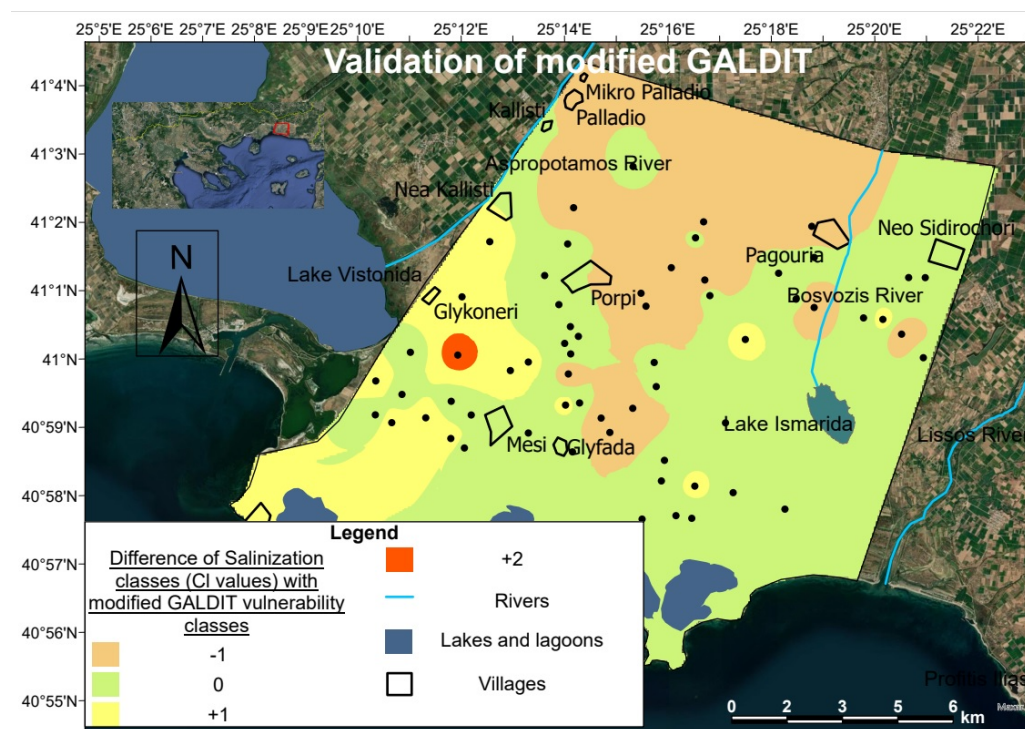 25°5'E 25°6'E 25°7'E 25°8'E 25°10'E 25°12'E 25°14'E 25°16'E 25°18'E 25°20'E 25°22'E
Validation of modified GALDIT
41°4'N
Mikro Palladio
Kallisti
Palladio
41°3'N
Aspropotamos River
Nea Kallisti
41°2'N
Neo Sidirochori
N
Pagouria
Lake Vistonida
41°1'N
Porpi
Bosvozis River
Glykoneri
41°N
40°59'N
Lake Ismarida
Mesi
Glyfada
Lissos River
40°58'N
Legend
Difference of Salinization
classes (Cl values) with
modified GALDIT vulnerability
classes
-1
0
+1
+2
Rivers
Lakes and lagoons
Villages
40°57'N
40°56'N
40°55'N
Profitis Ilias
Maxar
0 2 3 5 6
km